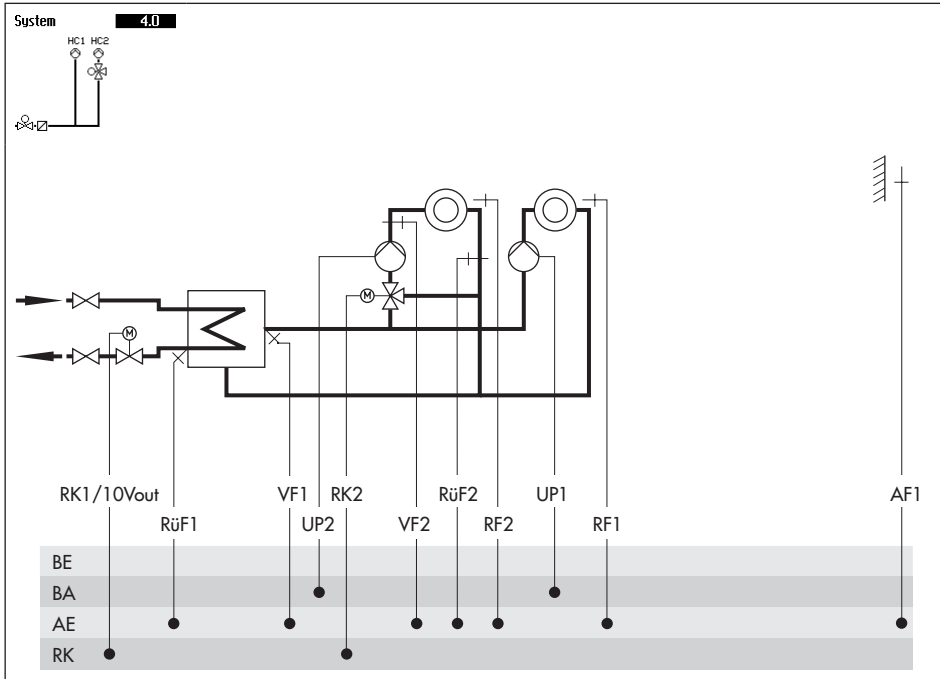 System 4.0
HC1 HC2
M
M
RK1/10Vout VF1 RK2 RüF2 UP1 AF1
RüF1 UP2 VF2 RF2 RF1
BE
BA
AE
RK